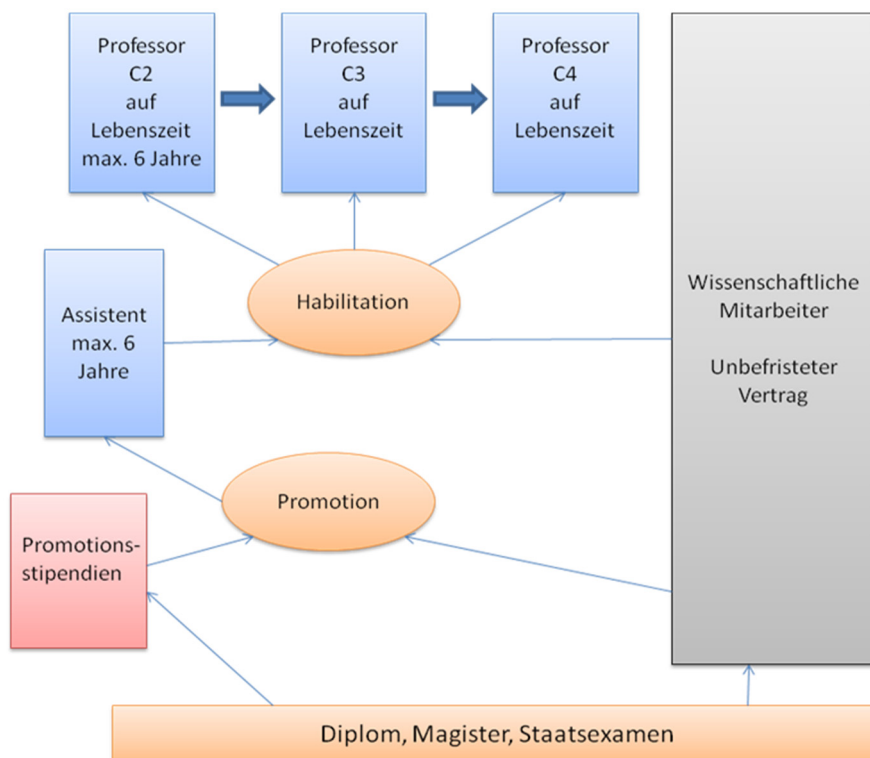 Professor
C2
auf
Lebenszeit
max. 6 Jahre
Professor
C3
auf
Lebenszeit
Professor
C4
auf
Lebenszeit
Wissenschaftliche
Mitarbeiter
Unbefristeter
Vertrag
Habilitation
Assistent
max. 6
Jahre
Promotion
Promotions-
stipendien
Diplom, Magister, Staatsexamen